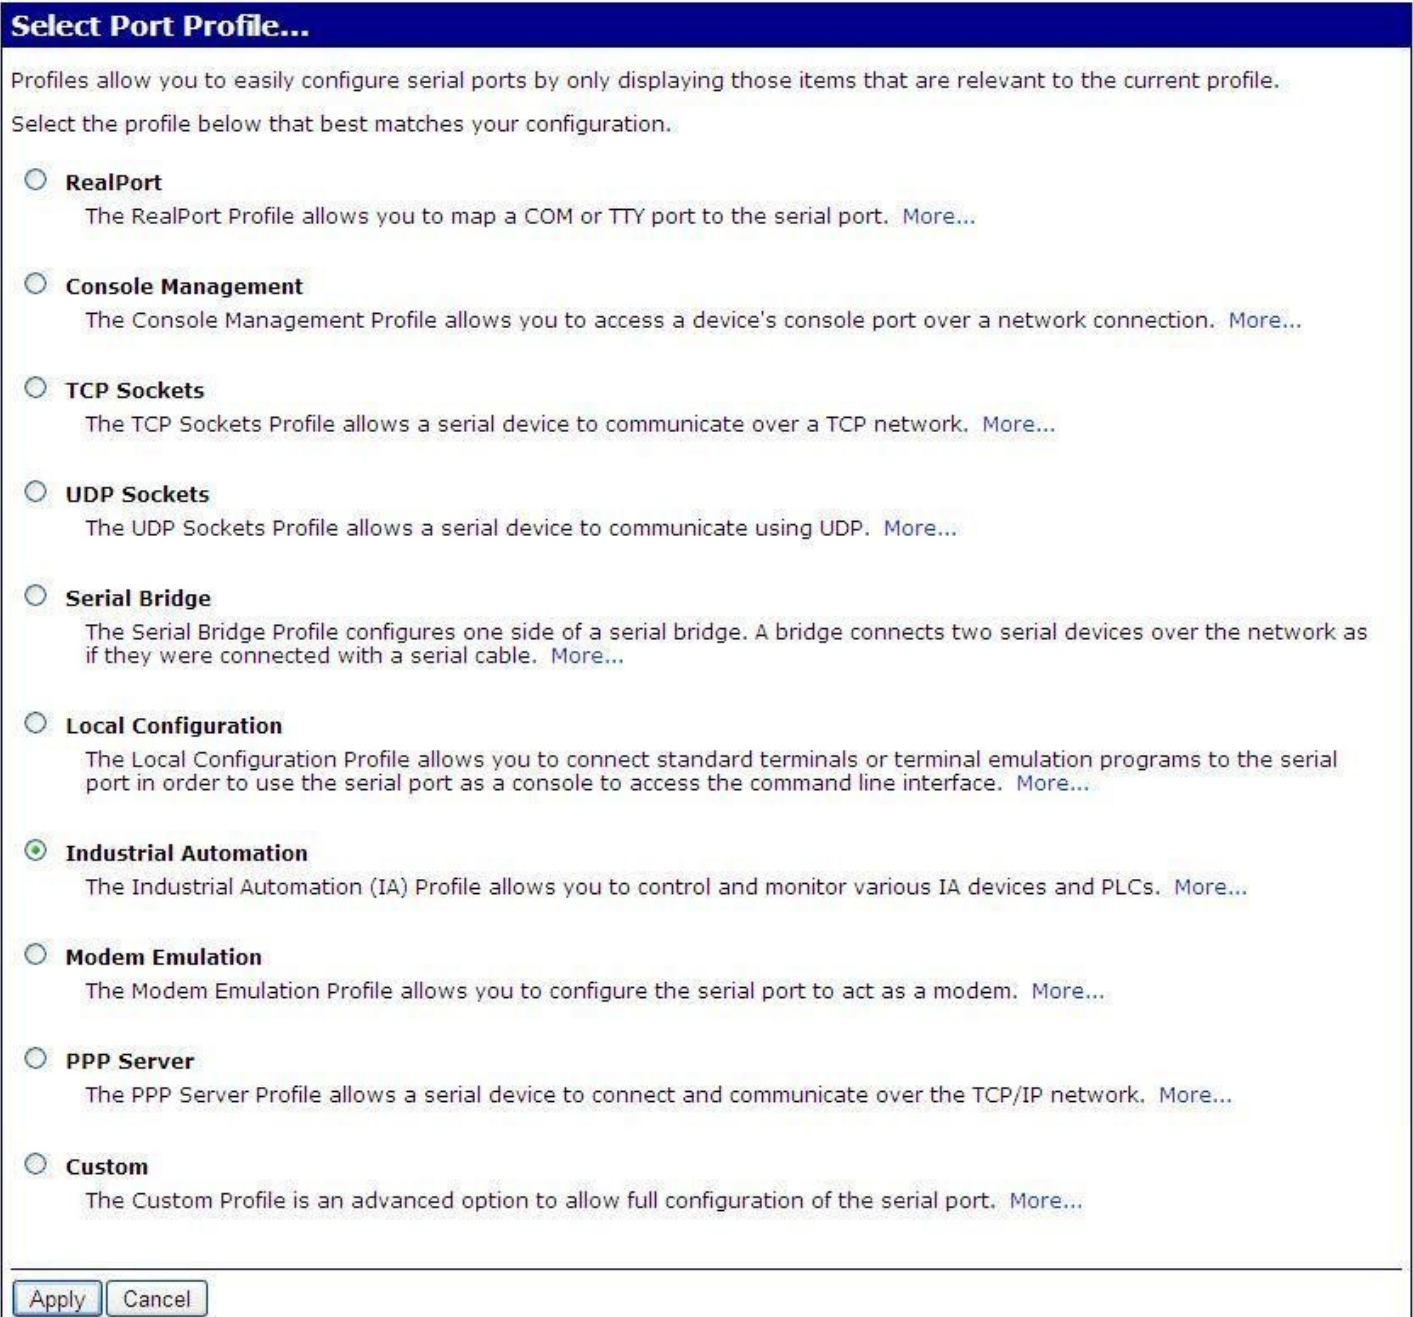 Select Port Profile...
Profiles allow you to easily configure serial ports by only displaying those items that are relevant to the current profile.
Select the profile below that best matches your configuration.
RealPort
The RealPort Profile allows you to map a COM or TTY port to the serial port. More...
Console Management
The Console Management Profile allows you to access a device's console port over a network connection. More...
TCP Sockets
The TCP Sockets Profile allows a serial device to communicate over a TCP network. More...
UDP Sockets
The UDP Sockets Profile allows a serial device to communicate using UDP. More...
Serial Bridge
The Serial Bridge Profile configures one side of a serial bridge. A bridge connects two serial devices over the network as
if they were connected with a serial cable. More...
Local Configuration
The Local Configuration Profile allows you to connect standard terminals or terminal emulation programs to the serial
port in order to use the serial port as a console to access the command line interface. More...
Industrial Automation
The Industrial Automation (IA) Profile allows you to control and monitor various IA devices and PLCs. More...
Modem Emulation
The Modem Emulation Profile allows you to configure the serial port to act as a modem. More...
PPP Server
The PPP Server Profile allows a serial device to connect and communicate over the TCP/IP network. More...
Custom
The Custom Profile is an advanced option to allow full configuration of the serial port. More...
Apply Cancel